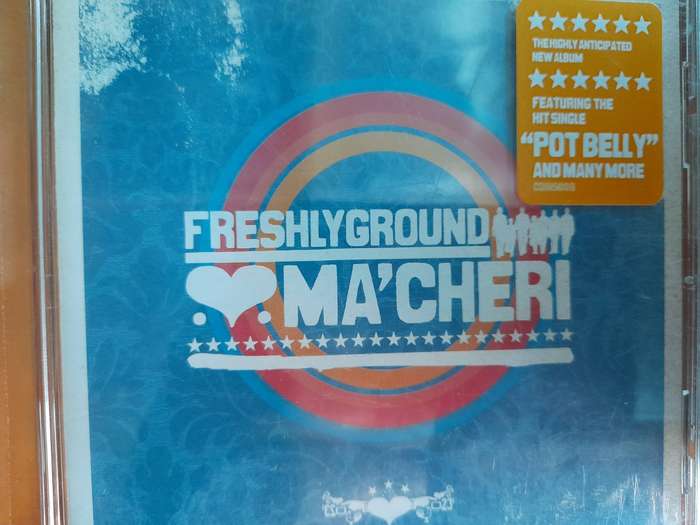 THE HIGHLY ANTICIPATED
NEW ALBUM
FEATURING THE
HIT SINGLE
"POT BELLY"
AND MANY MORE
FRESHLYGROUND
MA'CHERI